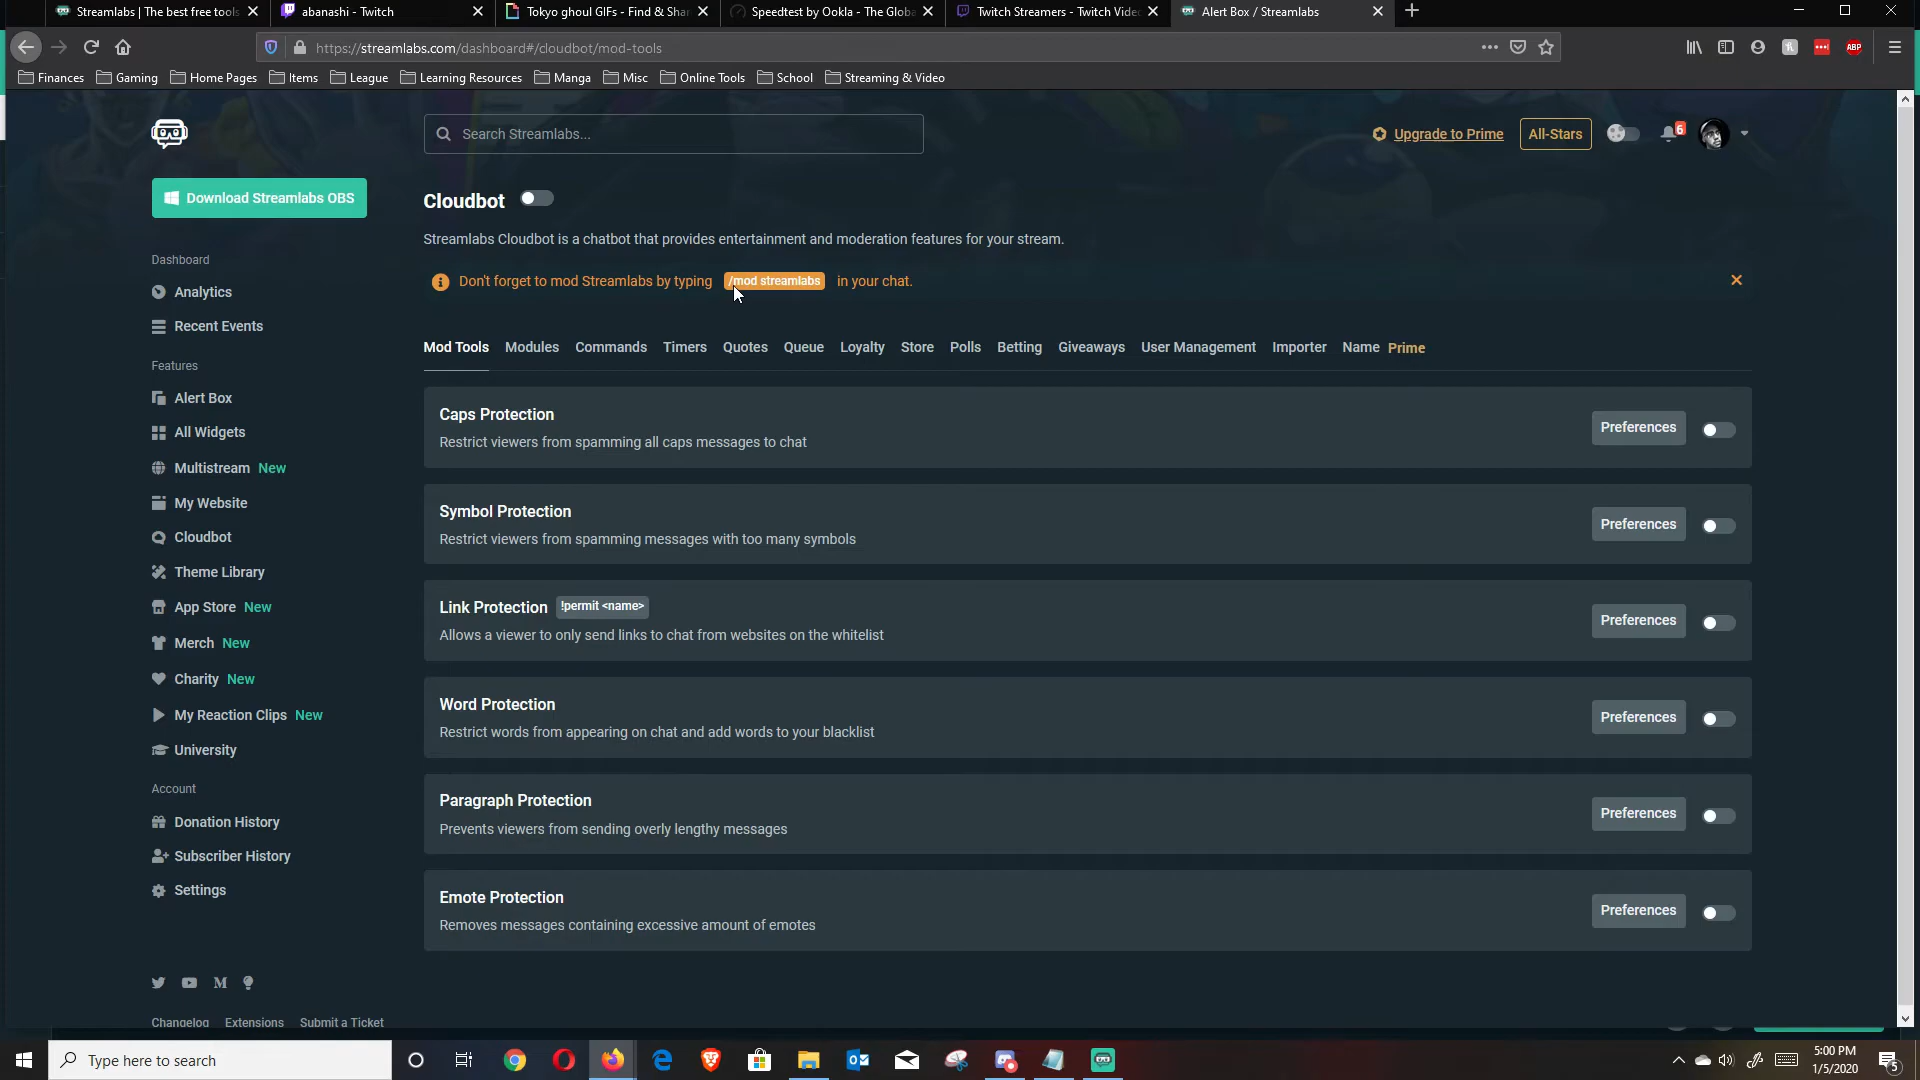 Streamlabs | The best free tools
abanashi - Twitch
Tokyo ghoul GIFs - Find & Shar
Speedtest by Ookla - The Globa
Twitch Streamers - Twitch Vide
Alert Box / Streamlabs
https://streamlabs.com/dashboard#/cloudbot/mod-tools
ABP
Finances
Gaming
Home Pages
Items
League
Learning Resources
Manga
Misc
Online Tools
School
Streaming & Video
Search Streamlabs...
Upgrade to Prime
All-Stars
6
Download Streamlabs OBS
Cloudbot
Streamlabs Cloudbot is a chatbot that provides entertainment and moderation features for your stream.
Don't forget to mod Streamlabs by typing /mod streamlabs in your chat.
Dashboard
Analytics
Recent Events
Features
Alert Box
All Widgets
Multistream New
My Website
Cloudbot
Theme Library
App Store New
Merch New
Charity New
My Reaction Clips New
University
Account
Donation History
Subscriber History
Settings
Changelog
Extensions
Submit a Ticket
Mod Tools
Modules
Commands
Timers
Quotes
Queue
Loyalty
Store
Polls
Betting
Giveaways
User Management
Importer
Name Prime
Caps Protection
Restrict viewers from spamming all caps messages to chat
Preferences
Symbol Protection
Restrict viewers from spamming messages with too many symbols
Preferences
Link Protection !permit <name>
Allows a viewer to only send links to chat from websites on the whitelist
Preferences
Word Protection
Restrict words from appearing on chat and add words to your blacklist
Preferences
Paragraph Protection
Prevents viewers from sending overly lengthy messages
Preferences
Emote Protection
Removes messages containing excessive amount of emotes
Preferences
Type here to search
5:00 PM
1/5/2020
5